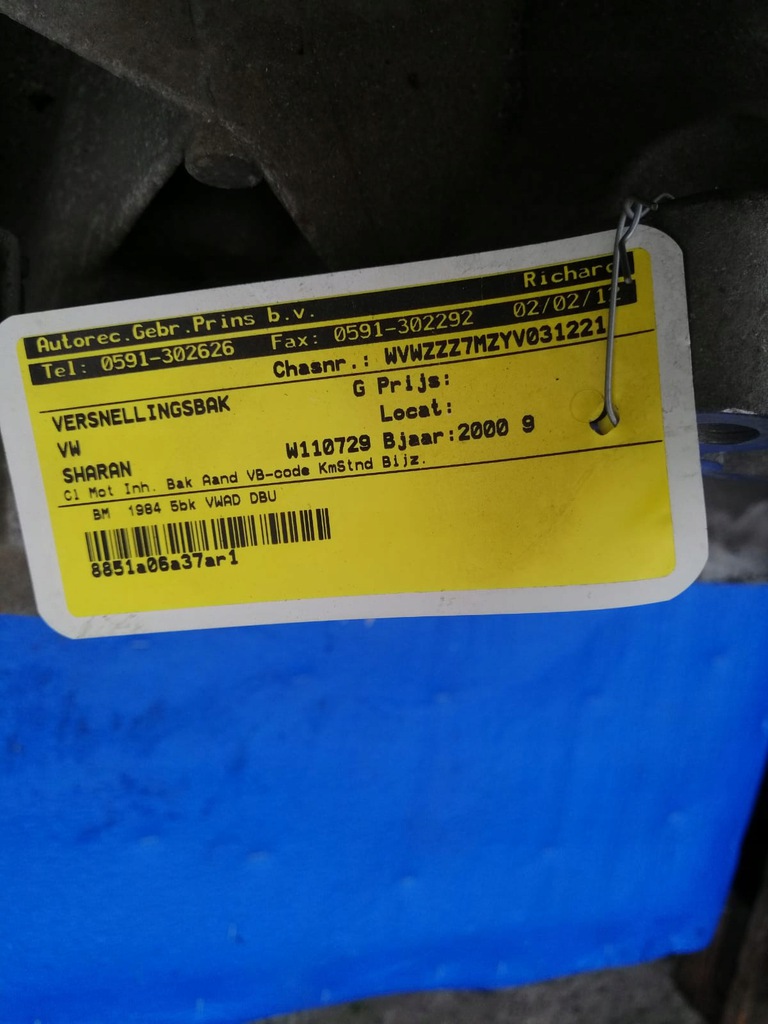 Autorec.Gebr.Prins b.v. Richard
Tel: 0591-302626 Fax: 0591-302292 02/02/12
Chasnr.: WVWZZZ7MZYV031221
VERSNELLINGSBAK G Prijs:
VW Locat:
SHARAN W110729 Bjaar:2000 9
Cl Mot Inh. Bak Aand VB-code KmStnd Bijz.
BM 1984 5bk VWAD DBU
8851a06a37ar1